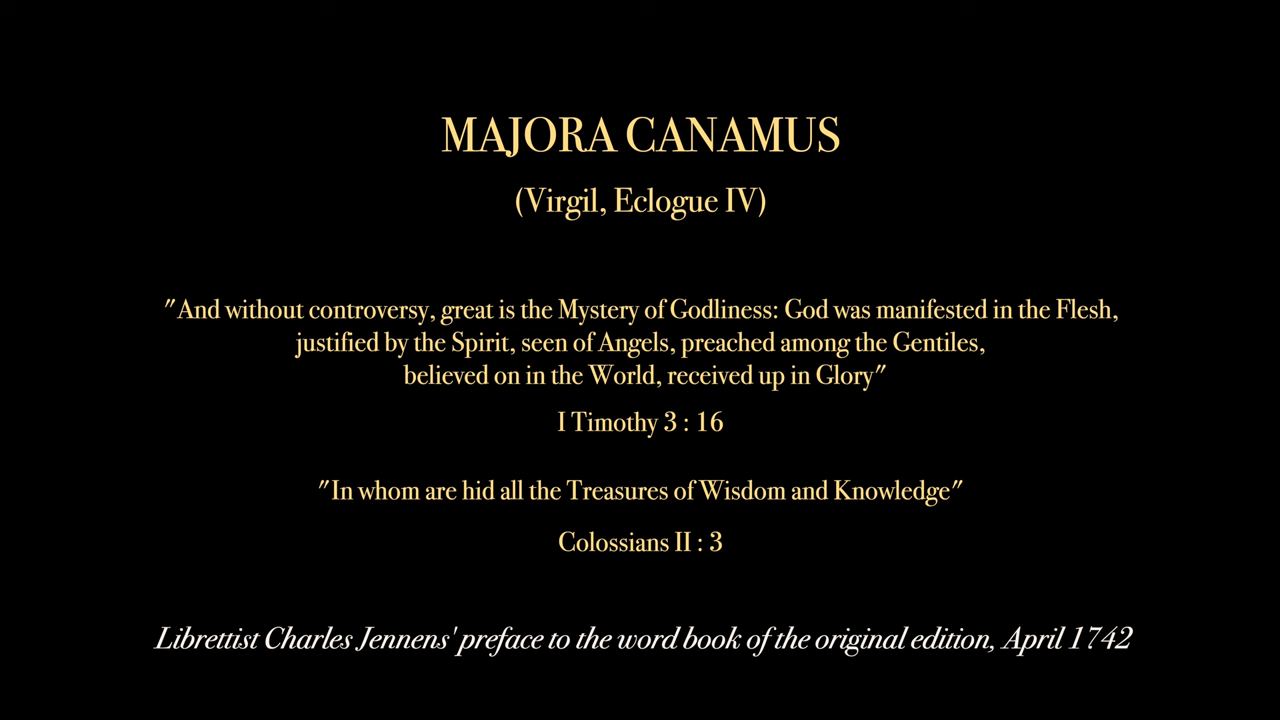 MAJORA CANAMUS
(Virgil, Eclogue IV)
"And without controversy, great is the Mystery of Godliness: God was manifested in the Flesh,
justified by the Spirit, seen of Angels, preached among the Gentiles,
believed on in the World, received up in Glory"
I Timothy 3 : 16
"In whom are hid all the Treasures of Wisdom and Knowledge"
Colossians II : 3
Librettist Charles Jennens' preface to the word book of the original edition, April 1742